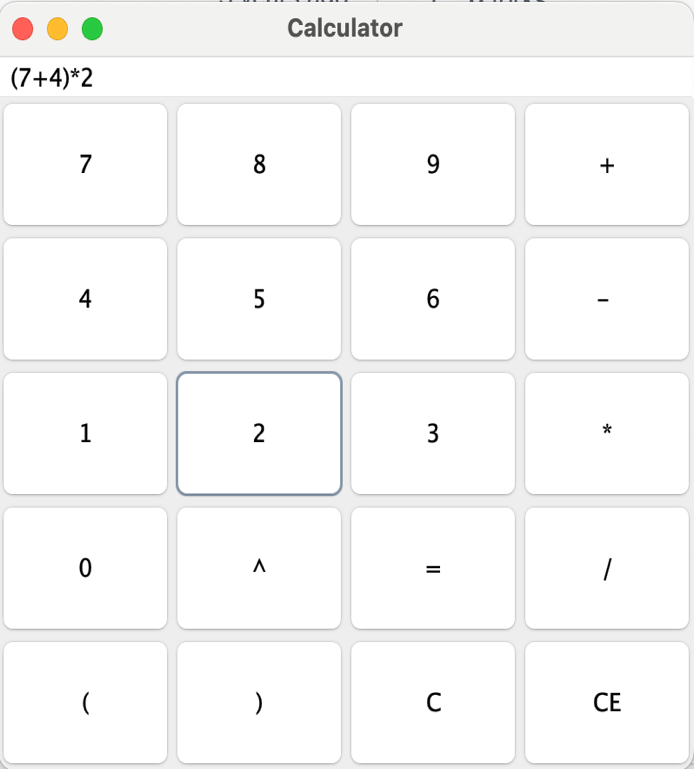 Calculator
(7+4)*2
7 8 9 +
4 5 6 -
1 2 3 *
0 ^ = /
( ) C CE